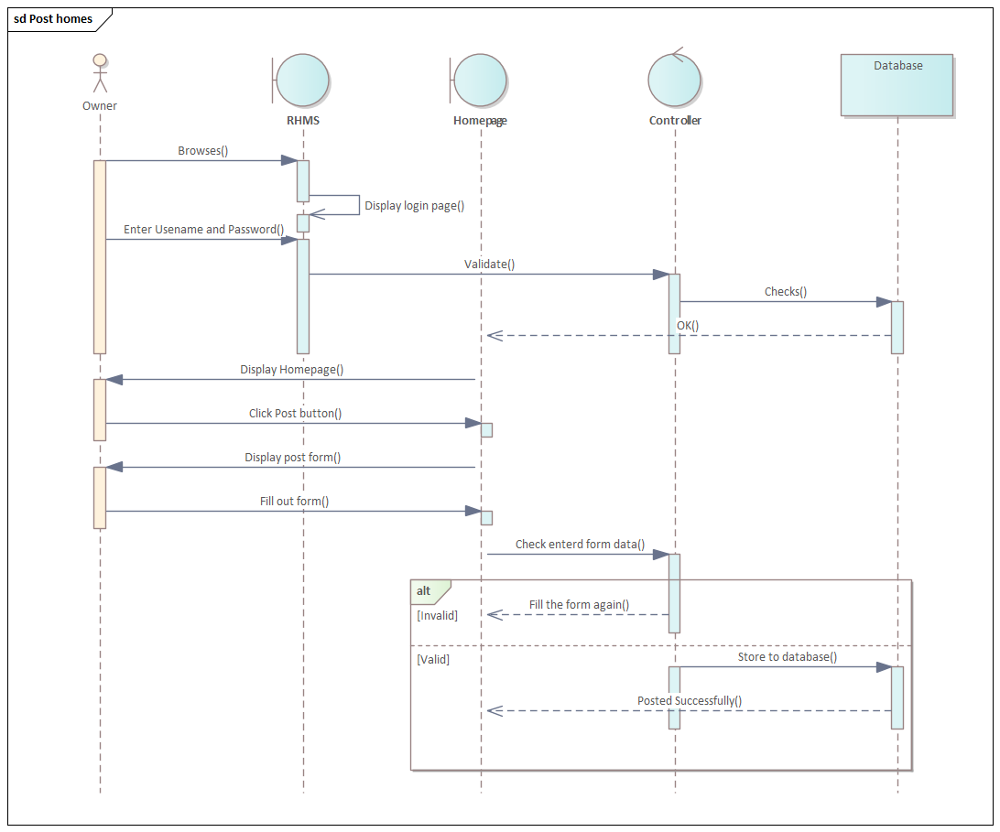 sd Post homes
Owner
RHMS
Homepage
Controller
Database
Browses()
Display login page()
Enter Usename and Password()
Validate()
Checks()
OK()
Display Homepage()
Click Post button()
Display post form()
Fill out form()
Check enterd form data()
alt
Fill the form again()
[Invalid]
[Valid]
Store to database()
Posted Successfully()